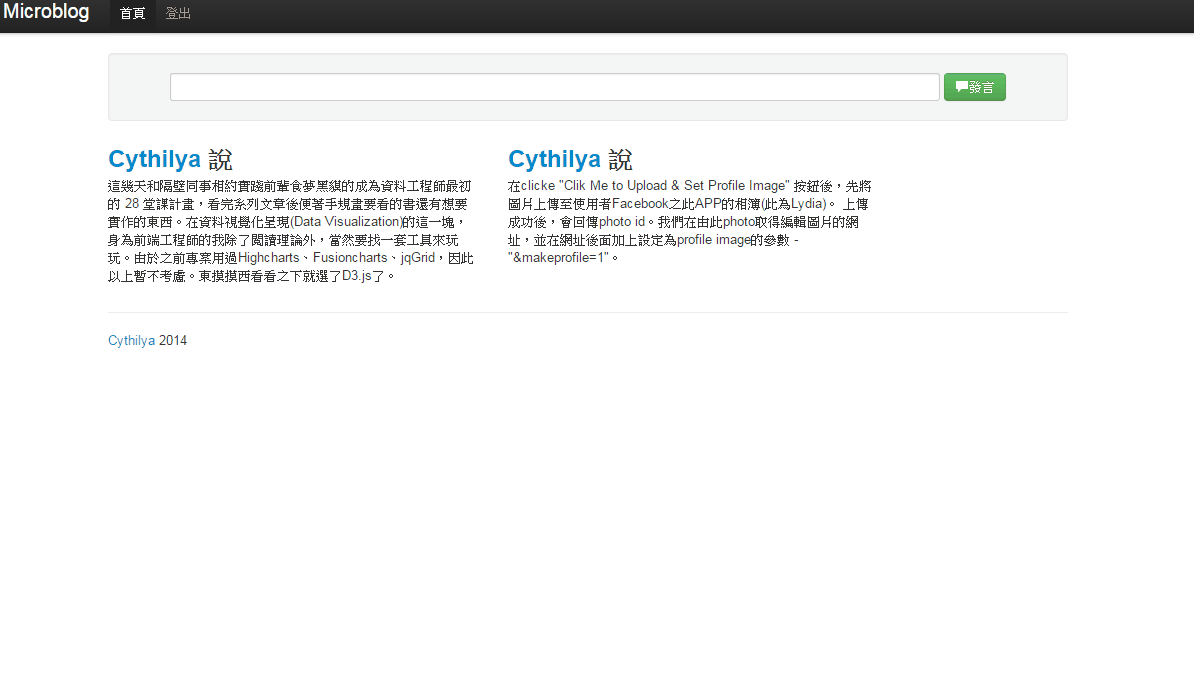 Microblog 首頁 登出
發言
Cythilya 說
這幾天和隔壁同事相約實踐前輩食夢黑貘的成為資料工程師最初
的 28 堂課計畫，看完系列文章後便著手規畫要看的書還有想要
實作的東西。在資料視覺化呈現(Data Visualization)的這一塊，
身為前端工程師的我除了閱讀理論外，當然要找一套工具來玩
玩。由於之前專案用過Highcharts、Fusioncharts、jqGrid，因此
以上暫不考慮。東摸摸西看看之下就選了D3.js了。
Cythilya 說
在clicke "Clik Me to Upload & Set Profile Image" 按鈕後，先將
圖片上傳至使用者Facebook之此APP的相簿(此為Lydia)。 上傳
成功後，會回傳photo id。我們在由此photo取得編輯圖片的網
址，並在網址後面加上設定為profile image的參數 -
"&makeprofile=1"。
Cythilya 2014